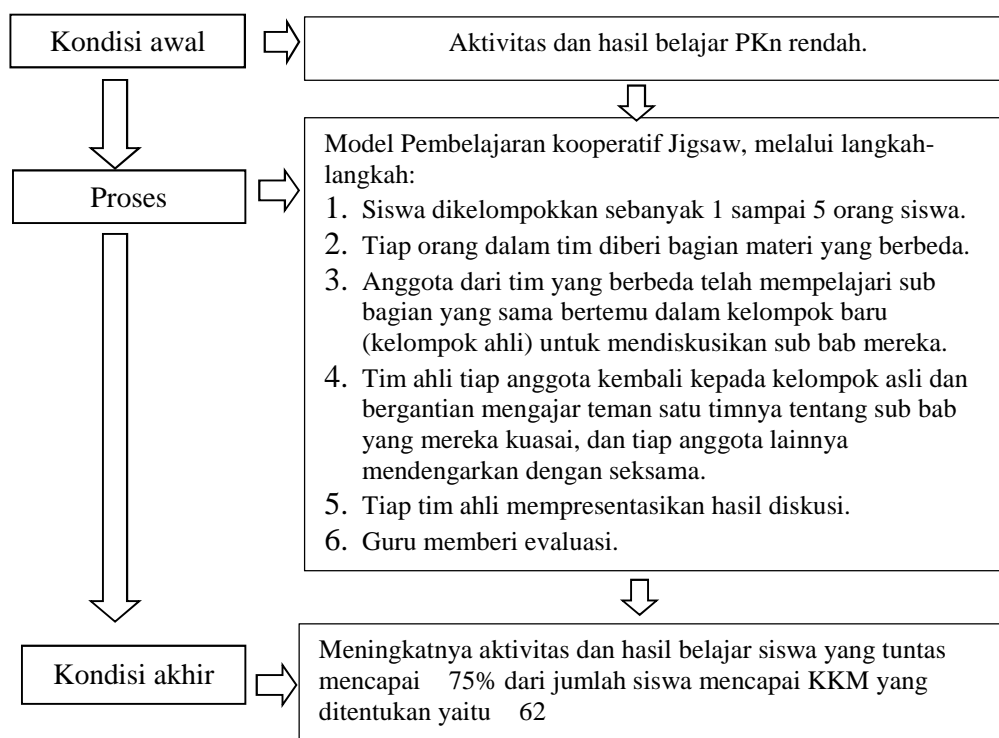 Kondisi awal
Aktivitas dan hasil belajar PKn rendah.
Proses
Model Pembelajaran kooperatif Jigsaw, melalui langkah-
langkah:
1. Siswa dikelompokkan sebanyak 1 sampai 5 orang siswa.
2. Tiap orang dalam tim diberi bagian materi yang berbeda.
3. Anggota dari tim yang berbeda telah mempelajari sub
bagian yang sama bertemu dalam kelompok baru
(kelompok ahli) untuk mendiskusikan sub bab mereka.
4. Tim ahli tiap anggota kembali kepada kelompok asli dan
bergantian mengajar teman satu timnya tentang sub bab
yang mereka kuasai, dan tiap anggota lainnya
mendengarkan dengan seksama.
5. Tiap tim ahli mempresentasikan hasil diskusi.
6. Guru memberi evaluasi.
Kondisi akhir
Meningkatnya aktivitas dan hasil belajar siswa yang tuntas
mencapai 75% dari jumlah siswa mencapai KKM yang
ditentukan yaitu 62